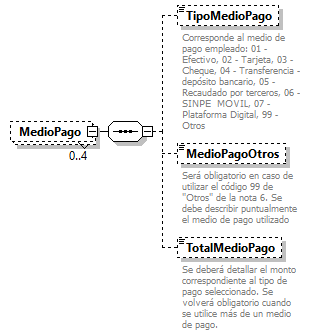 TipoMedioPago
Corresponde al medio de
pago empleado: 01 -
Efectivo, 02 - Tarjeta, 03 -
Cheque, 04 - Transferencia -
depósito bancario, 05 -
Recaudado por terceros, 06 -
SINPE MOVIL, 07 -
Plataforma Digital, 99 -
Otros
MedioPago
0..4
MedioPagoOtros
Será obligatorio en caso de
utilizar el código 99 de
"Otros" de la nota 6. Se
debe describir puntualmente
el medio de pago utilizado
TotalMedioPago
Se deberá detallar el monto
correspondiente al tipo de
pago seleccionado. Se
volverá obligatorio cuando
se utilice más de un medio
de pago.